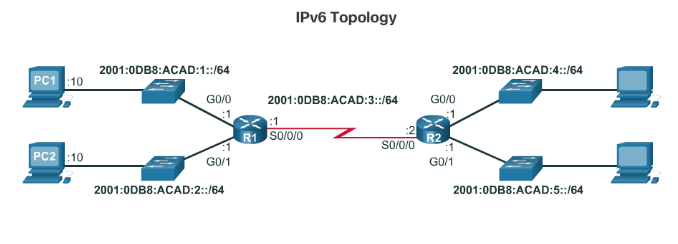 IPv6 Topology
2001:0DB8:ACAD:1::/64
2001:0DB8:ACAD:4::/64
PC1
:10
G0/0
:1
2001:0DB8:ACAD:3::/64
G0/0
:1
:1
R1
S0/0/0
:2
R2
S0/0/0
PC2
:10
:1
G0/1
:1
G0/1
2001:0DB8:ACAD:2::/64
2001:0DB8:ACAD:5::/64